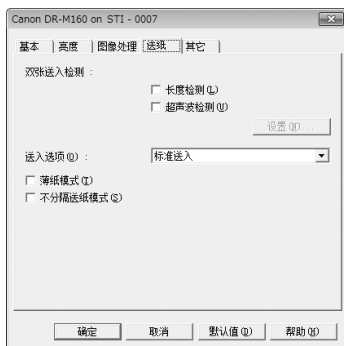 Canon DR-M160 on STI - 0007
基本 亮度 图像处理 送纸 其它
双张送入检测：
长度检测(L)
超声波检测(U)
设置(N)...
送入选项(O)： 标准送入
薄纸模式(T)
不分隔送纸模式(S)
确定 取消 默认值(D) 帮助(H)